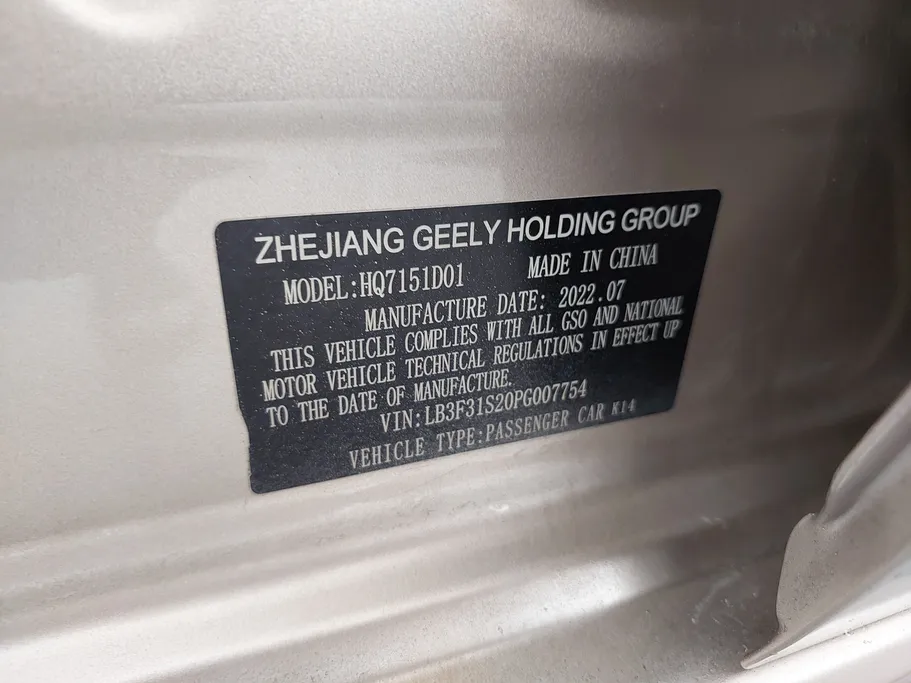 ZHEJIANG GEELY HOLDING GROUP
MODEL:HQ7151D01 MADE IN CHINA
MANUFACTURE DATE: 2022.07
THIS VEHICLE COMPLIES WITH ALL GSO AND NATIONAL
MOTOR VEHICLE TECHNICAL REGULATIONS IN EFFECT UP
TO THE DATE OF MANUFACTURE.
VIN:LB3F31S20PG007754
VEHICLE TYPE:PASSENGER CAR K14